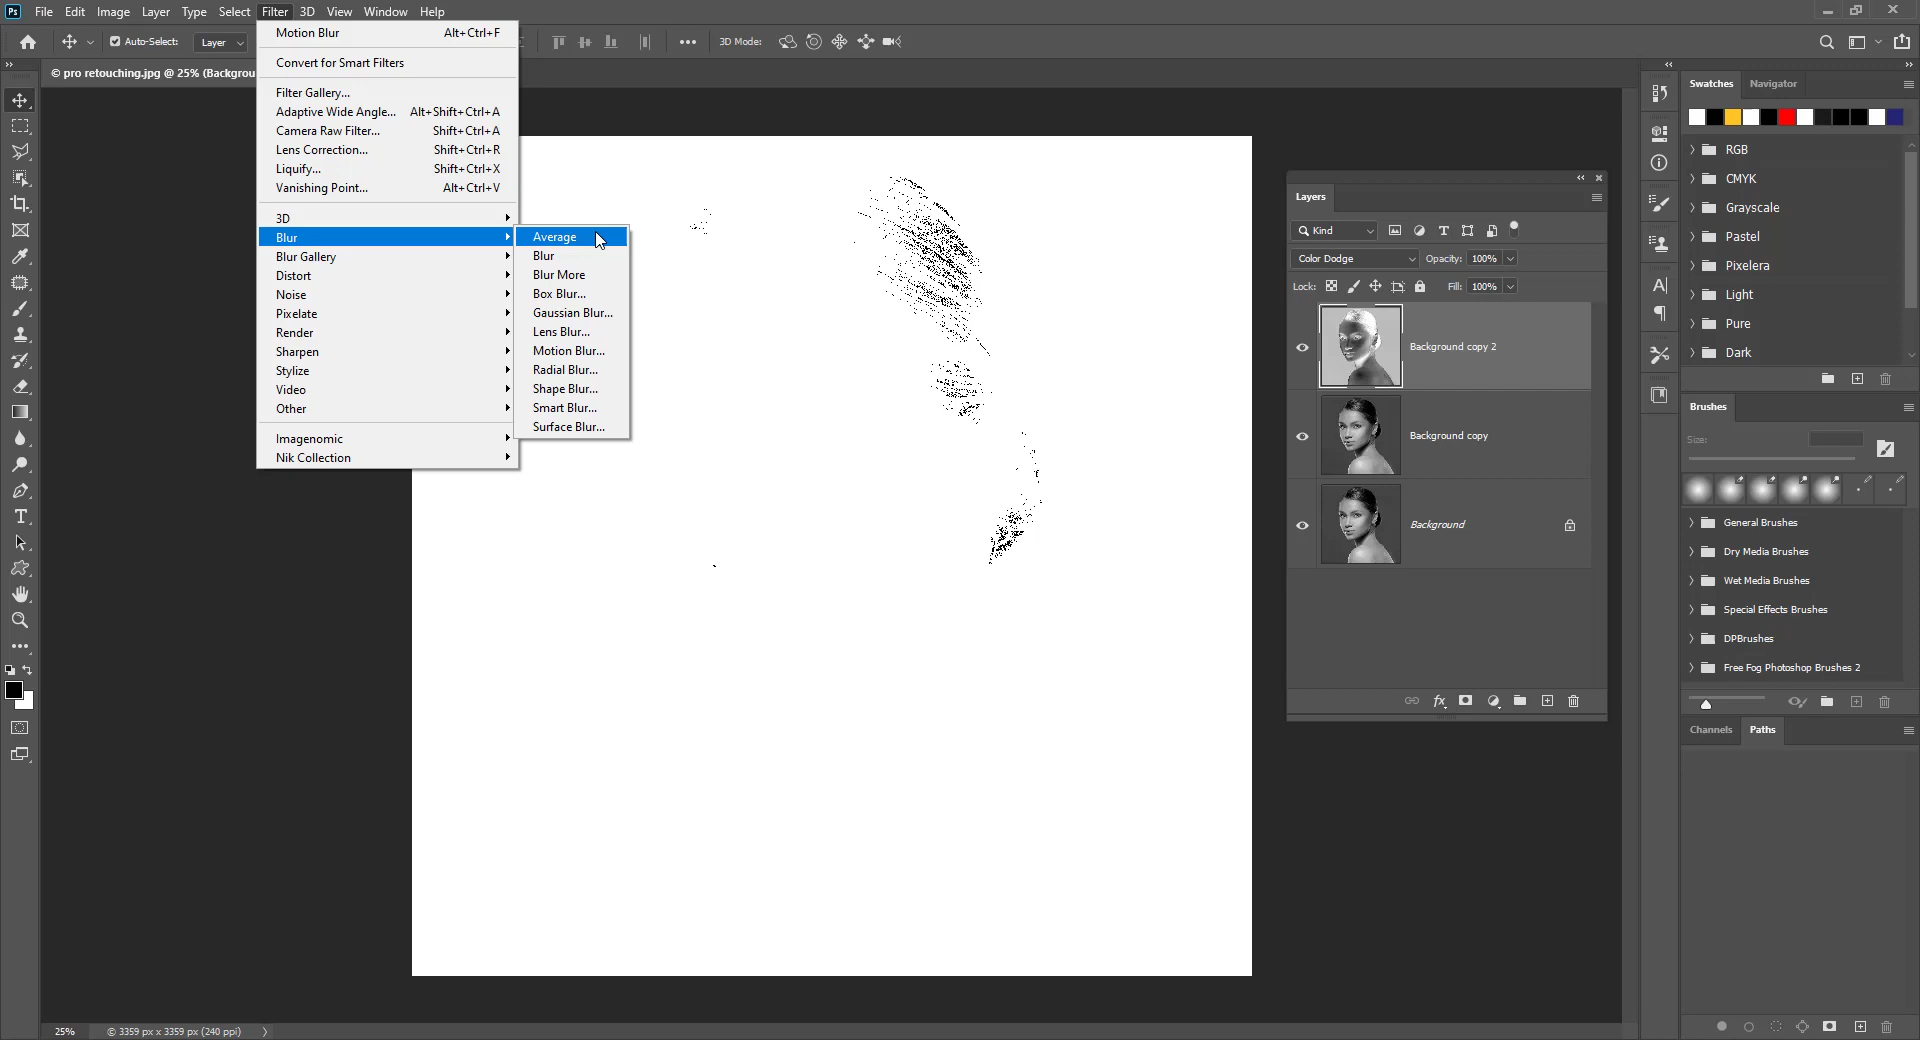 Ps File Edit Image Layer Type Select Filter 3D View Window Help
Auto-Select: Layer 3D Mode:
© pro retouching.jpg @ 25% (Backgrou
Motion Blur Alt+Ctrl+F
Convert for Smart Filters
Filter Gallery...
Adaptive Wide Angle... Alt+Shift+Ctrl+A
Camera Raw Filter... Shift+Ctrl+A
Lens Correction... Shift+Ctrl+R
Liquify... Shift+Ctrl+X
Vanishing Point... Alt+Ctrl+V
3D
Blur
Blur Gallery
Distort
Noise
Pixelate
Render
Sharpen
Stylize
Video
Other
Imagenomic
Nik Collection
Average
Blur
Blur More
Box Blur...
Gaussian Blur...
Lens Blur...
Motion Blur...
Radial Blur...
Shape Blur...
Smart Blur...
Surface Blur...
Layers
Kind
Color Dodge Opacity: 100%
Lock: Fill: 100%
Background copy 2
Background copy
Background
fx
Swatches Navigator
RGB
CMYK
Grayscale
Pastel
Pixelera
Light
Pure
Dark
Brushes
Size:
General Brushes
Dry Media Brushes
Wet Media Brushes
Special Effects Brushes
DPBrushes
Free Fog Photoshop Brushes 2
Channels Paths
25% © 3359 px x 3359 px (240 ppi)